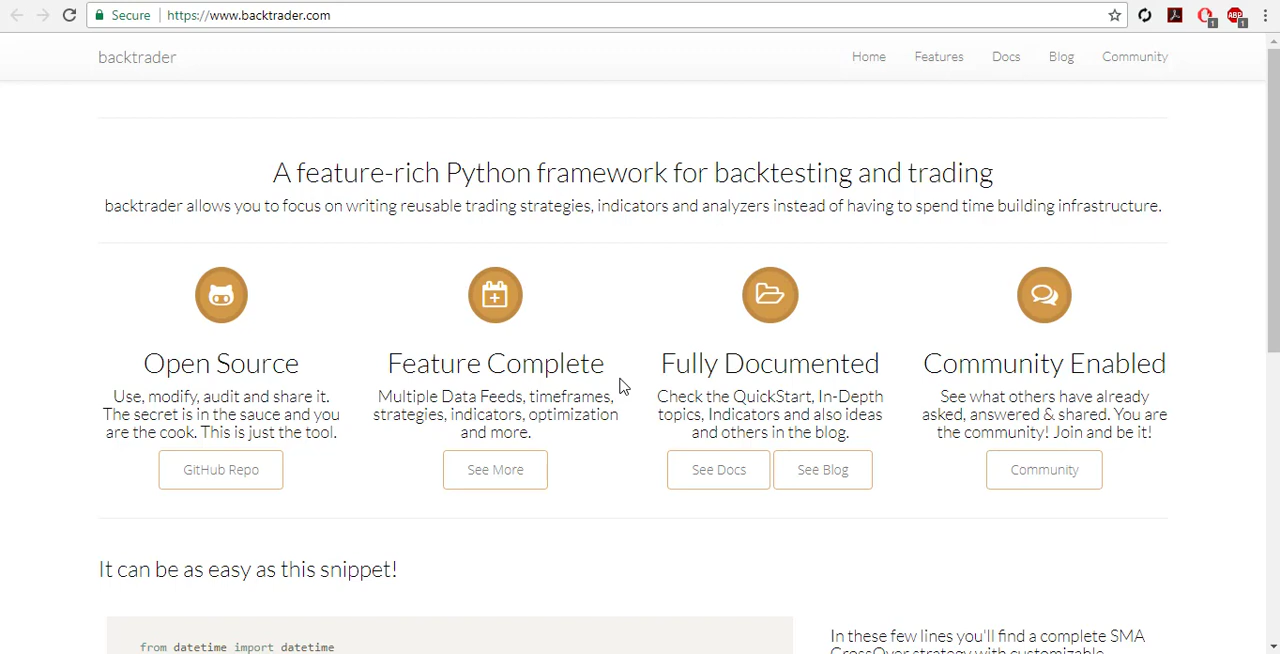 Secure https://www.backtrader.com
1 ABP 1
backtrader Home Features Docs Blog Community
A feature-rich Python framework for backtesting and trading
backtrader allows you to focus on writing reusable trading strategies, indicators and analyzers instead of having to spend time building infrastructure.
Open Source
Use, modify, audit and share it.
The secret is in the sauce and you
are the cook. This is just the tool.
GitHub Repo
Feature Complete
Multiple Data Feeds, timeframes,
strategies, indicators, optimization
and more.
See More
Fully Documented
Check the QuickStart, In-Depth
topics, Indicators and also ideas
and others in the blog.
See Docs See Blog
Community Enabled
See what others have already
asked, answered & shared. You are
the community! Join and be it!
Community
It can be as easy as this snippet!
from datetime import datetime
In these few lines you'll find a complete SMA
CrossOver strategy with customizable